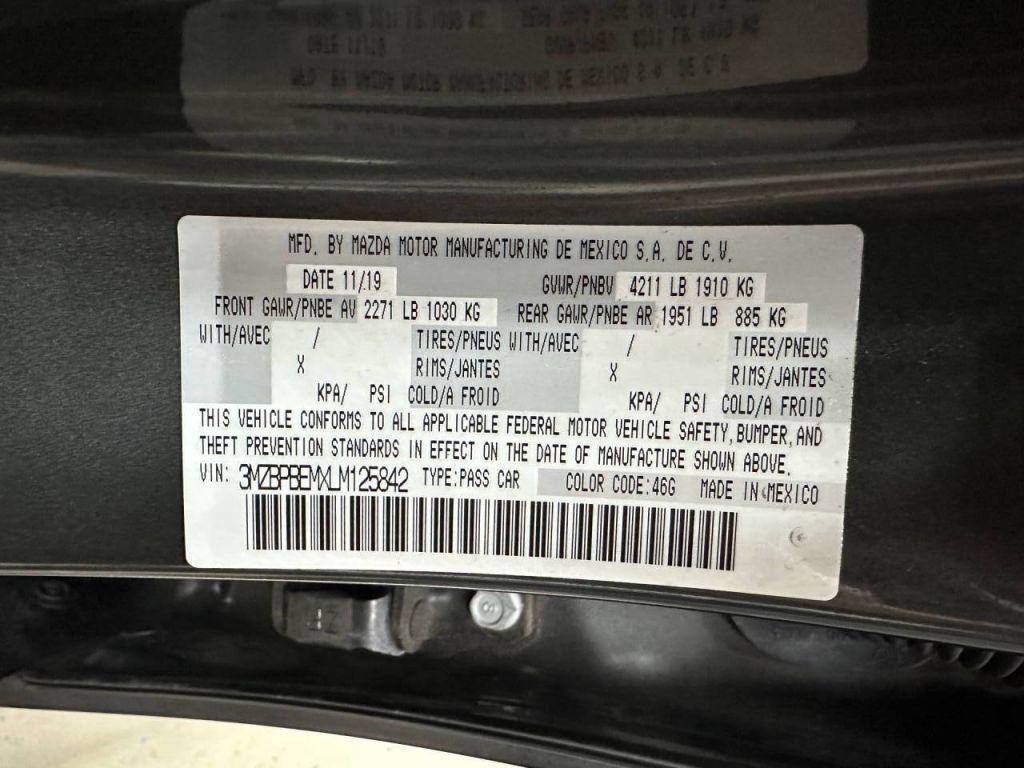 MFD. BY MAZDA MOTOR MANUFACTURING DE MEXICO S.A. DE C.V.
DATE 11/19 GVWR/PNBV 4211 LB 1910 KG
FRONT GAWR/PNBE AV 2271 LB 1030 KG REAR GAWR/PNBE AR 1951 LB 885 KG
WITH/AVEC / TIRES/PNEUS WITH/AVEC / TIRES/PNEUS
X RIMS/JANTES X RIMS/JANTES
KPA/ PSI COLD/A FROID KPA/ PSI COLD/A FROID
THIS VEHICLE CONFORMS TO ALL APPLICABLE FEDERAL MOTOR VEHICLE SAFETY, BUMPER, AND
THEFT PREVENTION STANDARDS IN EFFECT ON THE DATE OF MANUFACTURE SHOWN ABOVE.
VIN: 3MZBPBEMXLM125842 TYPE:PASS CAR COLOR CODE:46G MADE IN MEXICO